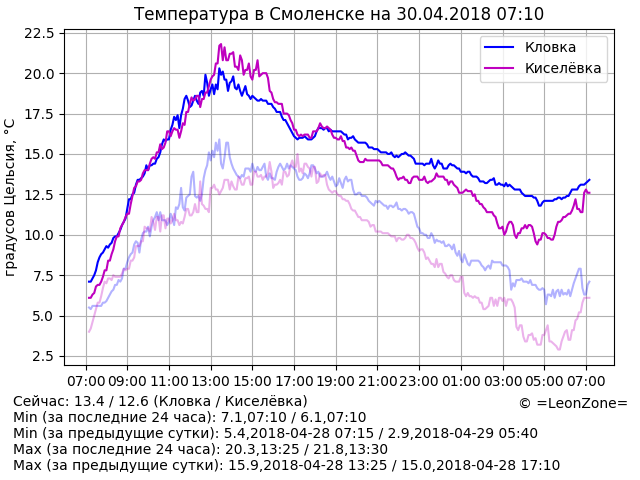 Температура в Смоленске на 30.04.2018 07:10
градусов Цельсия, °C
22.5
20.0
17.5
15.0
12.5
10.0
7.5
5.0
2.5
Кловка
Киселёвка
07:00 09:00 11:00 13:00 15:00 17:00 19:00 21:00 23:00 01:00 03:00 05:00 07:00
Сейчас: 13.4 / 12.6 (Кловка / Киселёвка)
© =LeonZone=
Min (за последние 24 часа): 7.1,07:10 / 6.1,07:10
Min (за предыдущие сутки): 5.4,2018-04-28 07:15 / 2.9,2018-04-29 05:40
Max (за последние 24 часа): 20.3,13:25 / 21.8,13:30
Max (за предыдущие сутки): 15.9,2018-04-28 13:25 / 15.0,2018-04-28 17:10